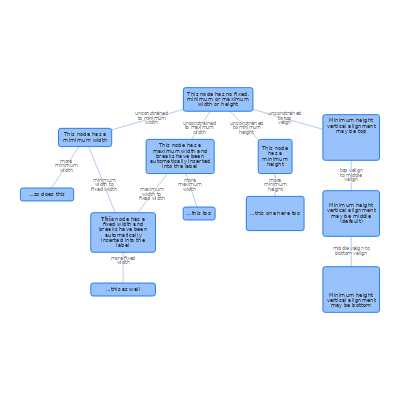 This node has no fixed,
minimum or maximum
width or height
unconstrained
to minimum
width
unconstrained
to maximum
width
unconstrained
to minimum
height
unconstrained
to top
valign
This node has a
minimum width
This node has a
maximum width and
breaks have been
automatically inserted
into the label
This node
has a
minimum
height
Minimum height
vertical alignment
may be top
more
minimum
width
minimum
width to
fixed width
maximum
width to
fixed width
more
maximum
width
more
minimum
height
top valign
to middle
valign
...so does this
This node has a
fixed width and
breaks have been
automatically
inserted into the
label
...this too
...this one here too
Minimum height
vertical alignment
may be middle
(default)
more fixed
width
middle valign to
bottom valign
...this as well
Minimum height
vertical alignment
may be bottom